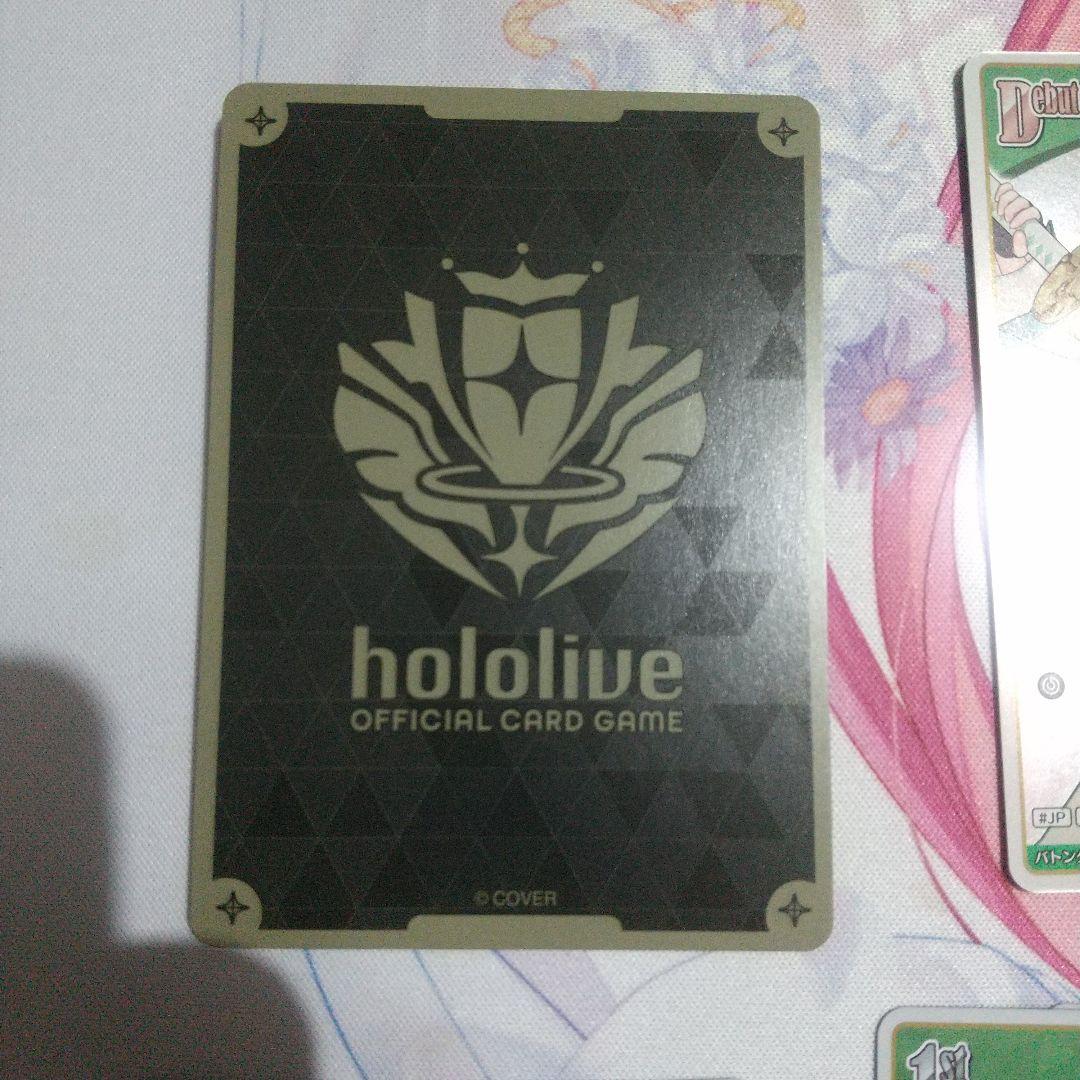 hololive
OFFICIAL CARD GAME
© COVER
Debut
#JP
バトン
1st